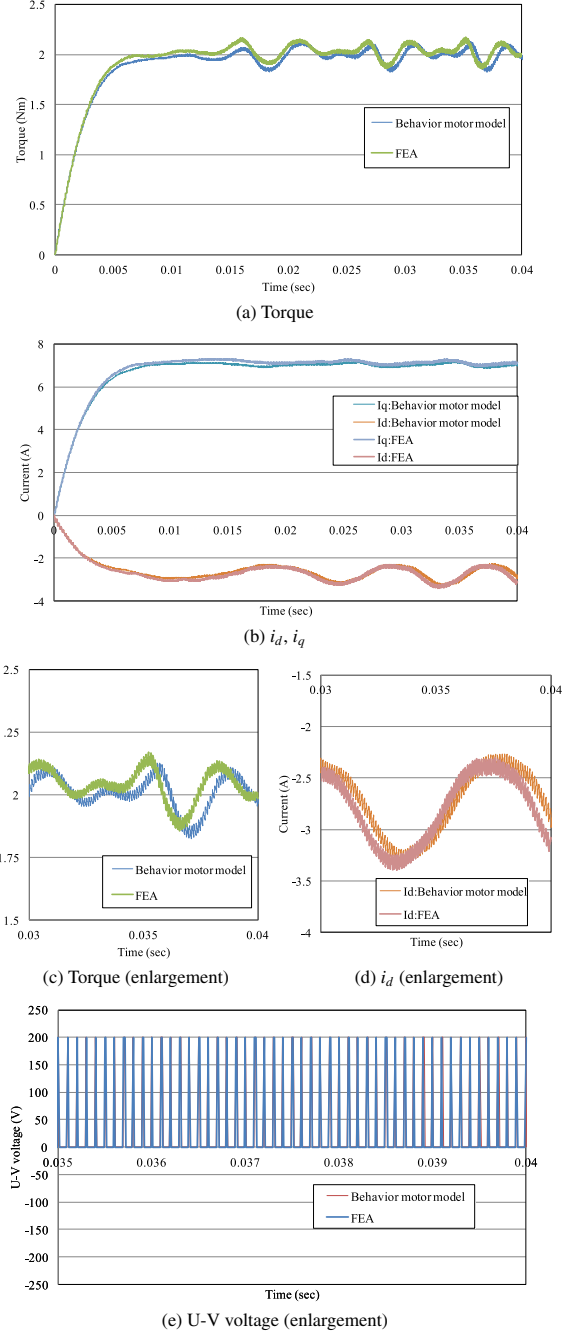 2.5
2
1.5
1
0.5
0
Torque (Nm)
Behavior motor model
FEA
0 0.005 0.01 0.015 0.02 0.025 0.03 0.035 0.04
Time (sec)
(a) Torque
8
6
4
2
0
-2
-4
Current (A)
Iq:Behavior motor model
Id:Behavior motor model
Iq:FEA
Id:FEA
0 0.005 0.01 0.015 0.02 0.025 0.03 0.035 0.04
Time (sec)
(b) id, iq
2.5
.25
2
1.75
1.5
Behavior motor model
FEA
0.03 0.035 0.04
Time (sec)
(c) Torque (enlargement)
-1.5
0.03 0.035 0.04
-2
-2.5
-3
-3.5
-4
Current (A)
Id:Behavior motor model
Id:FEA
Time (sec)
(d) id (enlargement)
250
200
150
100
50
0
-50
-100
-150
-200
-250
U-V voltage (V)
0.035 0.036 0.037 0.038 0.039 0.04
Behavior motor model
FEA
Time (sec)
(e) U-V voltage (enlargement)